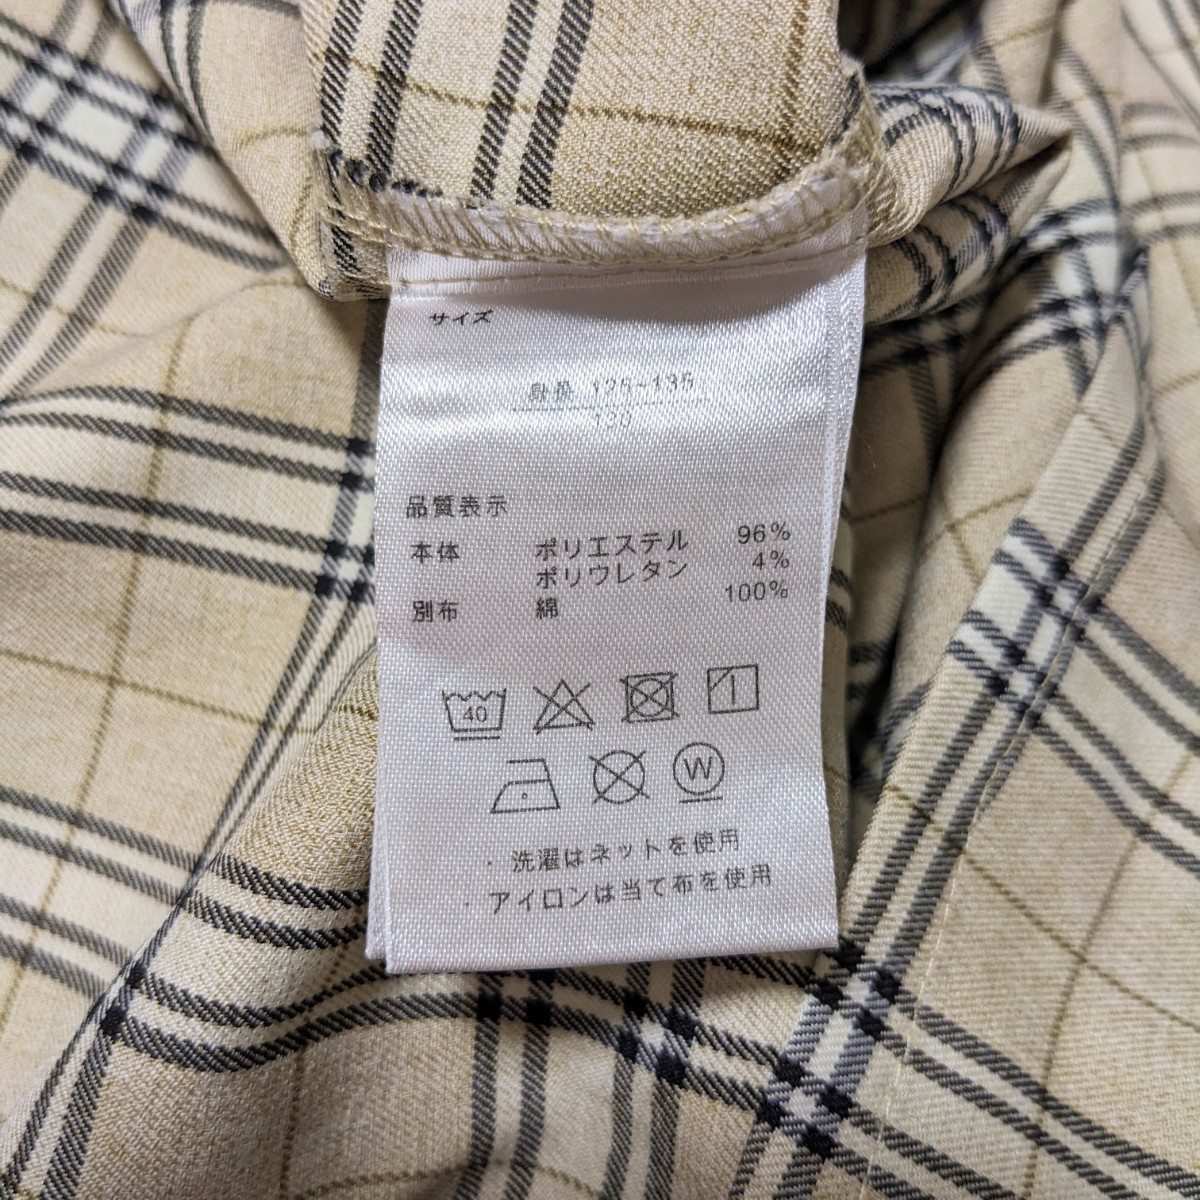 サイズ
身長 125~135
130
品質表示
本体 ポリエステル 96%
ポリウレタン 4%
別布 綿 100%
40
W
・洗濯はネットを使用
・アイロンは当て布を使用